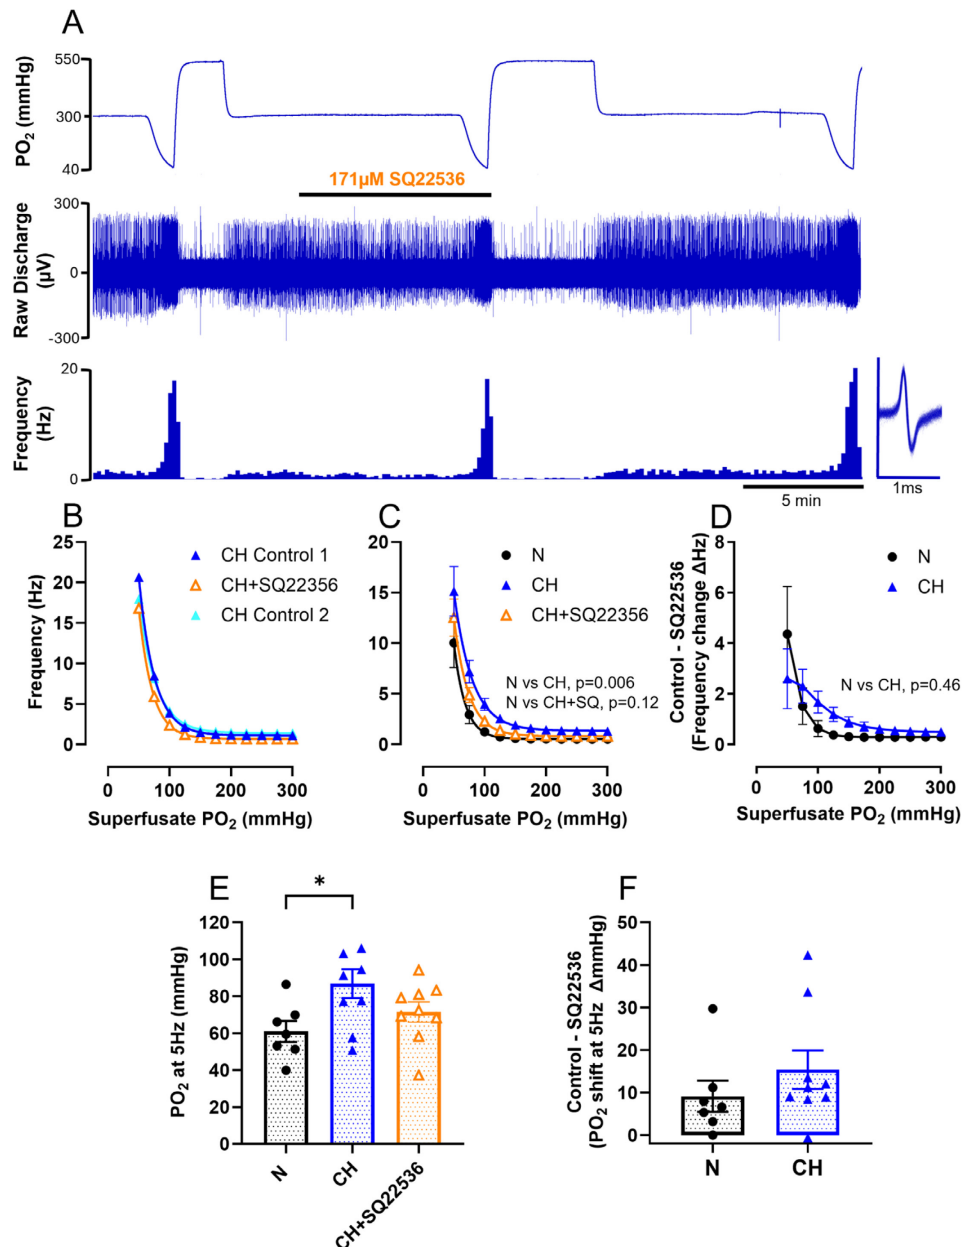 A
PO2 (mmHg)
550
300
40
171µM SQ22536
Raw Discharge
(µV)
300
0
-300
Frequency
(Hz)
20
0
5 min
1ms
B
Frequency (Hz)
25
20
15
10
5
0
CH Control 1
CH+SQ22356
CH Control 2
0 100 200 300
Superfusate PO2 (mmHg)
C
20
15
10
5
0
N
CH
CH+SQ22356
N vs CH, p=0.006
N vs CH+SQ, p=0.12
0 100 200 300
Superfusate PO2 (mmHg)
D
Control - SQ22536
(Frequency change ΔHz)
8
6
4
2
0
N
CH
N vs CH, p=0.46
0 100 200 300
Superfusate PO2 (mmHg)
E
PO2 at 5Hz (mmHg)
120
100
80
60
40
20
0
*
N
CH
CH+SQ22536
F
Control - SQ22536
(PO2 shift at 5Hz ΔmmHg)
50
40
30
20
10
0
N
CH